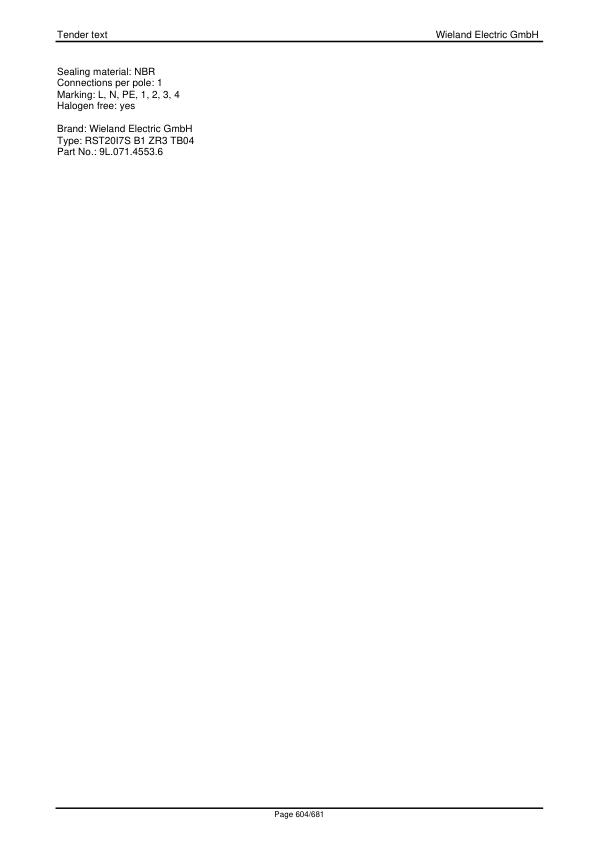 Tender text
Wieland Electric GmbH
Sealing material: NBR
Connections per pole: 1
Marking: L, N, PE, 1, 2, 3, 4
Halogen free: yes
Brand: Wieland Electric GmbH
Type: RST20I7S B1 ZR3 TB04
Part No.: 9L.071.4553.6
Page 604/681